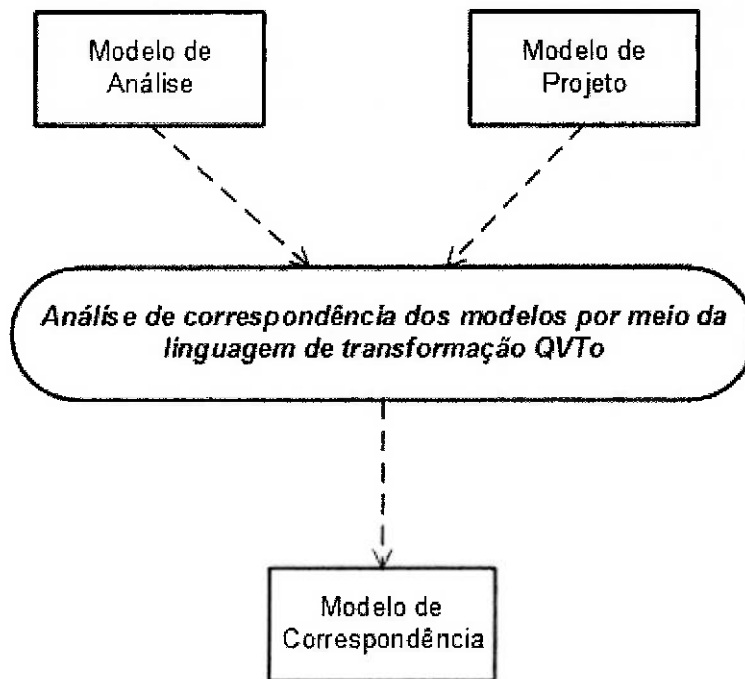 Modelo de
Análise
Modelo de
Projeto
Análise de correspondência dos modelos por meio da
linguagem de transformação QVTo
Modelo de
Correspondência